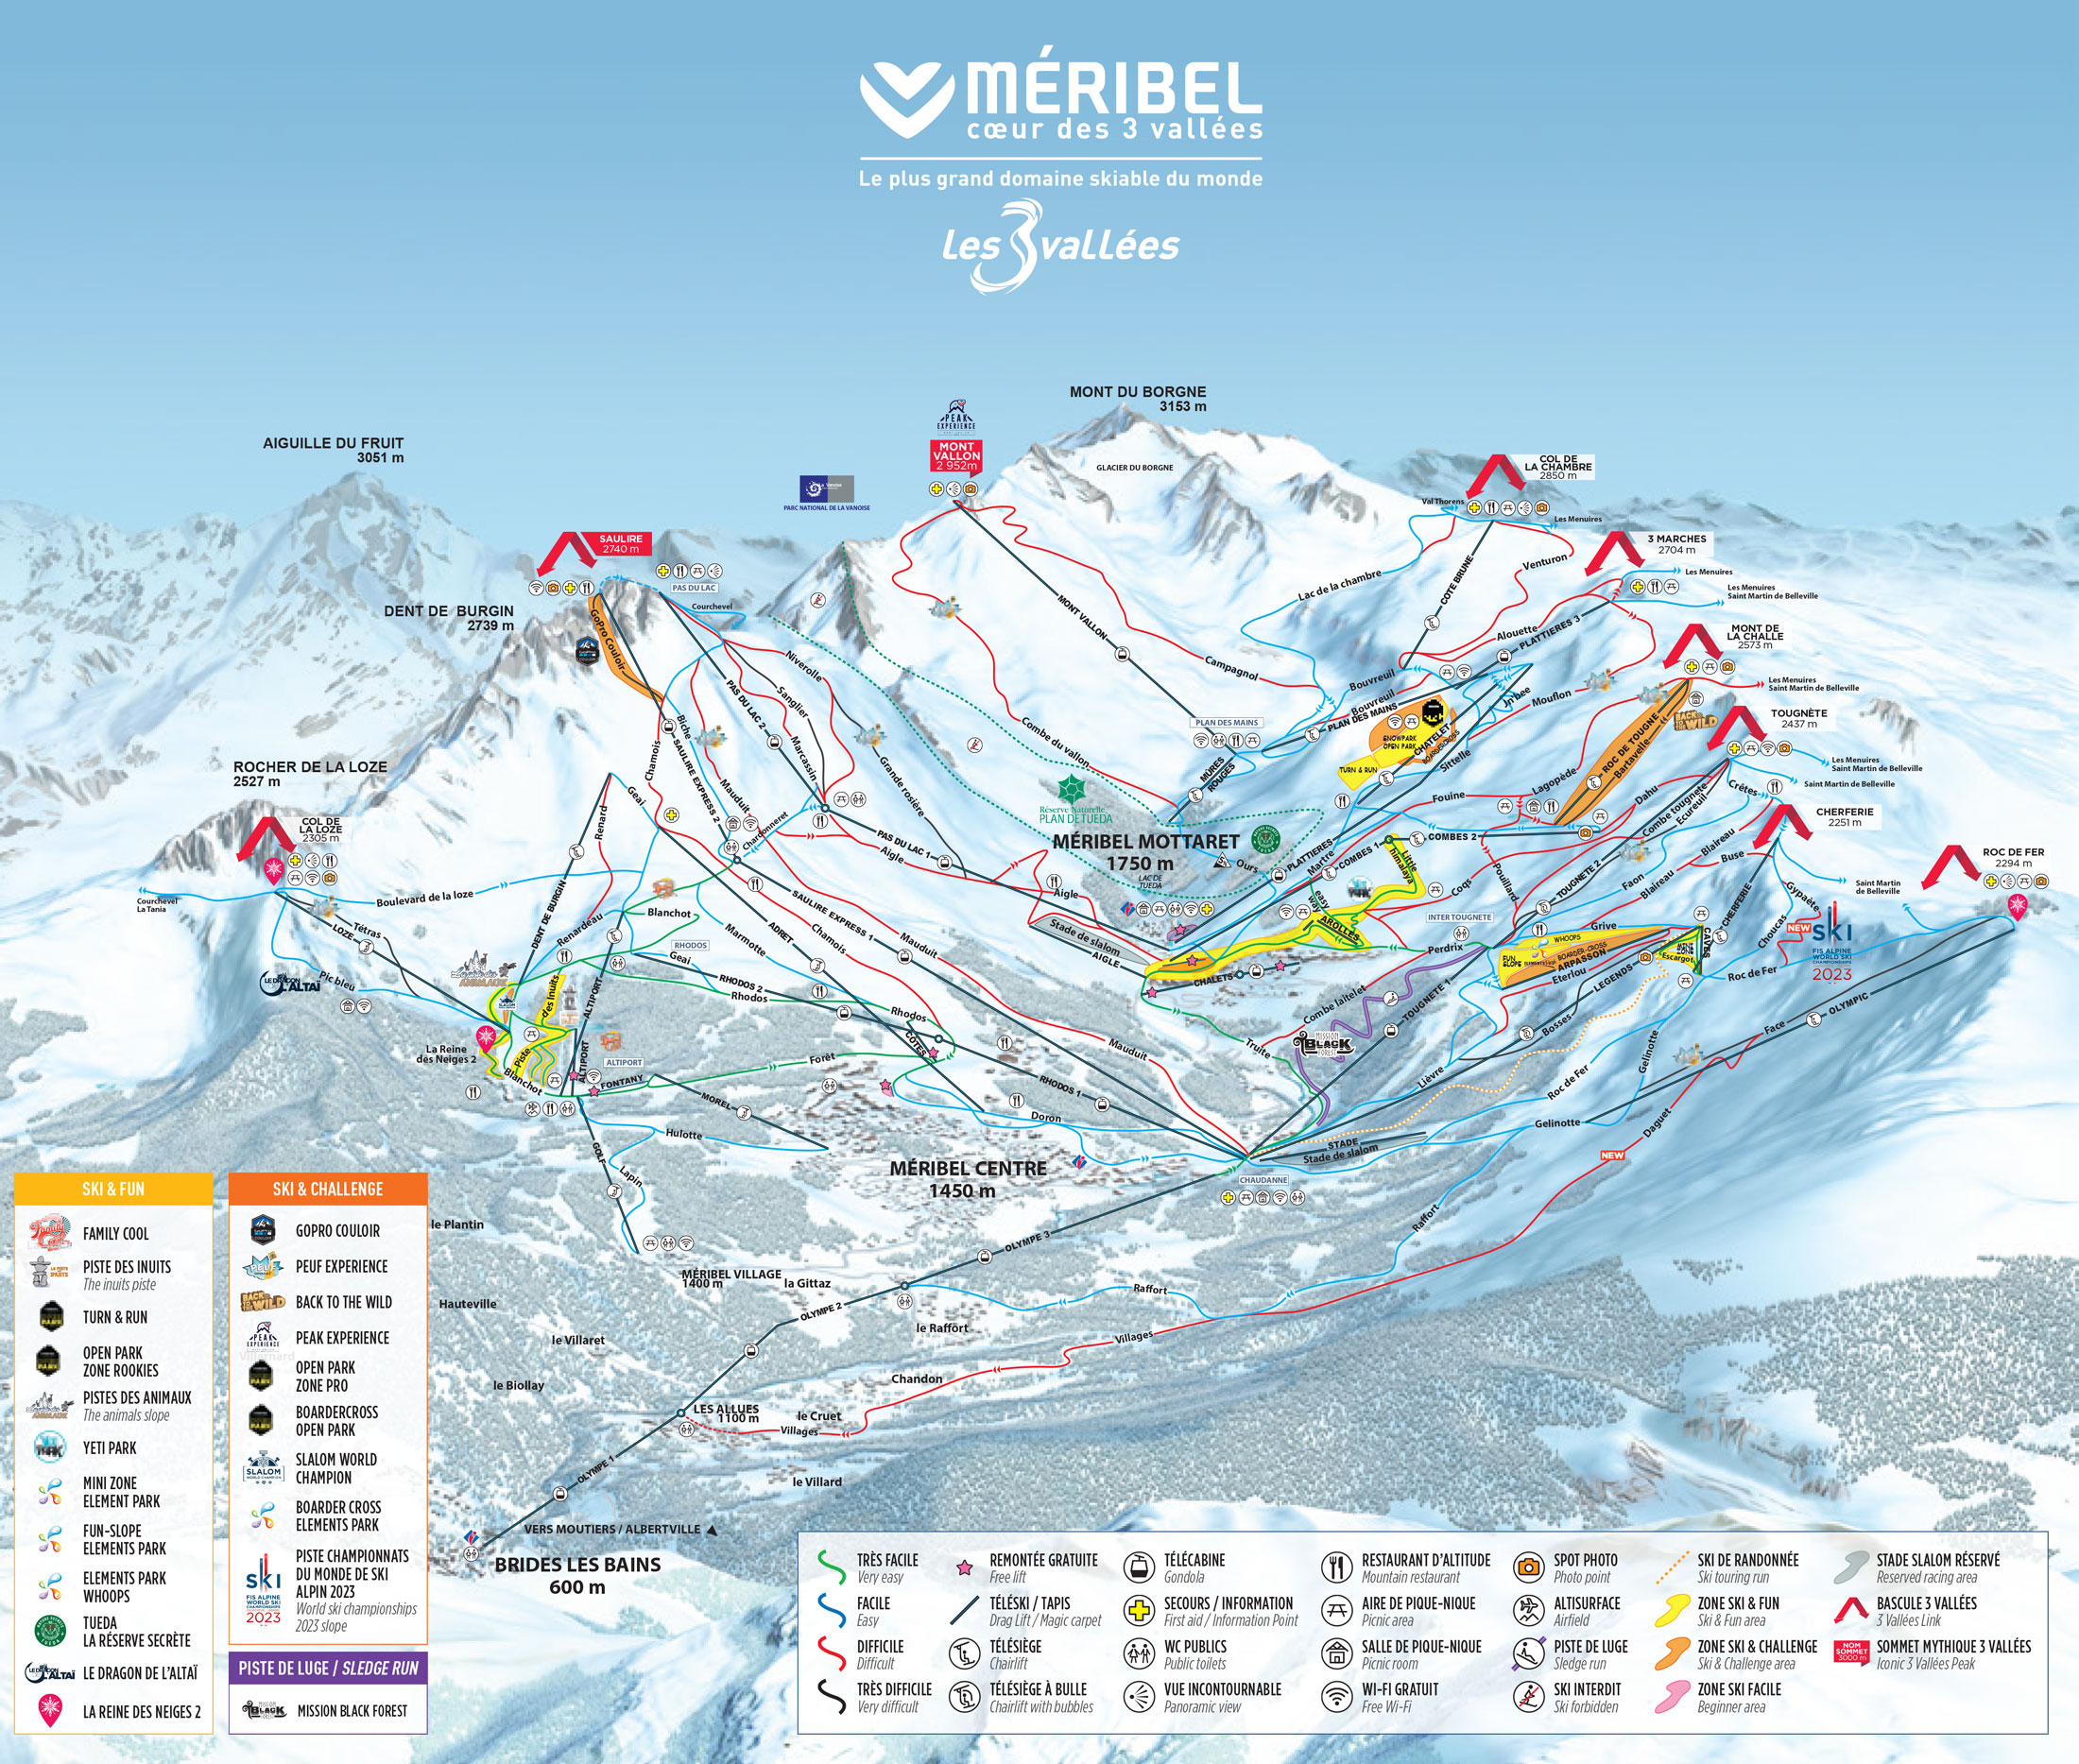 MÉRIBEL
cœur des 3 vallées
Le plus grand domaine skiable du monde
Les 3 vallées
MONT DU BORGNE
3153 m
PEAK
EXPERIENCE
MONT
VALLON
2 952m
GLACIER DU BORGNE
AIGUILLE DU FRUIT
3051 m
PARC NATIONAL DE LA VANOISE
COL DE
LA CHAMBRE
2850 m
Val Thorens
Les Menuires
SAULIRE
2740 m
PAS DU LAC
Courchevel
3 MARCHES
2704 m
Les Menuires
Les Menuires
Saint Martin de Belleville
DENT DE BURGIN
2739 m
GoPro Couloir
MONT DE
LA CHALLE
2573 m
Les Menuires
Saint Martin de Belleville
TOUGNÈTE
2437 m
Les Menuires
Saint Martin de Belleville
Saint Martin de Belleville
ROCHER DE LA LOZE
2527 m
COL DE
LA LOZE
2305 m
Courchevel
La Tania
CHERFERIE
2251 m
Saint Martin
de Belleville
ROC DE FER
2294 m
Lac de la chambre
COTE BRUNE
Venturon
Alouette
PLATTIERES 3
MONT VALLON
Campagnol
Combe du vallon
Bouvreuil
Bouvreuil
PLAN DES MAINS
PLAN DES MAINS
Mouflon
SNOWPARK
OPEN PARK
CHATELET
TURN & RUN
Sittelle
BACK TO THE WILD
ROC DE TOUGNE
Bartavelle
Lagopède
Fouine
Dahu
Combe tougnete
Ecureuil
Crêtes
Blaireau
Buse
MÛRES
ROUGES
Réserve Naturelle
PLAN DE TUEDA
MÉRIBEL MOTTARET
1750 m
LAC DE
TUEDA
Ours
PLATTIERES
Martre
COMBES 1
COMBES 2
Little
himalaya
easy
way
AROLLES
Coqs
Pouillard
TOUGNETE 2
Faon
Blaireau
INTER TOUGNETE
Perdrix
Grive
WHOOPS
FUN
SLOPE
BOARDER-CROSS
ARPASSON
Eterlou
Escargot
CAVES
CHERFERIE
Gypaète
Choucas
NEW
ski
FIS ALPINE
WORLD SKI
CHAMPIONSHIPS
2023
Roc de Fer
OLYMPIC
Face
Niverolle
Sanglier
Marcassin
PAS DU LAC 2
Biche
SAULIRE EXPRESS 2
Chamois
Mauduit
Grande rosière
PAS DU LAC 1
Aigle
Aigle
Chardonneret
Renard
Geai
DENT DE BURGIN
Boulevard de la loze
Tétras
LOZE
Pic bleu
LE DRAGON DE L'ALTAÏ
Renardeau
Blanchot
RHODOS
Geai
Marmotte
ADRET
Chamois
SAULIRE EXPRESS 1
Mauduit
Stade de slalom
AIGLE
CHALETS
RHODOS 2
Rhodos
Rhodos
CÔTES
Mauduit
Truite
Combe laitelet
MISSION
BLACK
FOREST
TOUGNETE 1
LEGENDS
Bosses
Lièvre
Roc de Fer
Gelinotte
Gelinotte
Daguet
NEW
La Reine
des Neiges 2
Piste
des Inuits
Blanchot
ALTIPORT
ALTIPORT
ALTIPORT
FONTANY
Forêt
MOREL
RHODOS 1
Doron
Hulotte
GOLF
Lapin
STADE
Stade de slalom
CHAUDANNE
MÉRIBEL CENTRE
1450 m
OLYMPE 3
Raffort
Raffort
le Plantin
MÉRIBEL VILLAGE
1400 m
la Gittaz
OLYMPE 2
Hauteville
le Raffort
Villages
le Villaret
Villarnard
le Biollay
Chandon
LES ALLUES
1100 m
le Cruet
Villages
OLYMPE 1
le Villard
VERS MOUTIERS / ALBERTVILLE
BRIDES LES BAINS
600 m
SKI & FUN
FAMILY COOL
PISTE DES INUITS
The inuits piste
TURN & RUN
OPEN PARK
ZONE ROOKIES
PISTES DES ANIMAUX
The animals slope
YETI PARK
MINI ZONE
ELEMENT PARK
FUN-SLOPE
ELEMENTS PARK
ELEMENTS PARK
WHOOPS
TUEDA
LA RÉSERVE SECRÈTE
LE DRAGON DE L'ALTAÏ
LA REINE DES NEIGES 2
SKI & CHALLENGE
GOPRO COULOIR
PEUF EXPERIENCE
BACK TO THE WILD
PEAK EXPERIENCE
OPEN PARK
ZONE PRO
BOARDERCROSS
OPEN PARK
SLALOM WORLD
CHAMPION
BOARDER CROSS
ELEMENTS PARK
PISTE CHAMPIONNATS
DU MONDE DE SKI
ALPIN 2023
World ski championships
2023 slope
PISTE DE LUGE / SLEDGE RUN
MISSION BLACK FOREST
TRÈS FACILE
Very easy
FACILE
Easy
DIFFICILE
Difficult
TRÈS DIFFICILE
Very difficult
REMONTÉE GRATUITE
Free lift
TÉLÉSKI / TAPIS
Drag Lift / Magic carpet
TÉLÉSIÈGE
Chairlift
TÉLÉSIÈGE À BULLE
Chairlift with bubbles
TÉLÉCABINE
Gondola
SECOURS / INFORMATION
First aid / Information Point
WC PUBLICS
Public toilets
VUE INCONTOURNABLE
Panoramic view
RESTAURANT D'ALTITUDE
Mountain restaurant
AIRE DE PIQUE-NIQUE
Picnic area
SALLE DE PIQUE-NIQUE
Picnic room
WI-FI GRATUIT
Free Wi-Fi
SPOT PHOTO
Photo point
ALTISURFACE
Airfield
PISTE DE LUGE
Sledge run
SKI INTERDIT
Ski forbidden
SKI DE RANDONNÉE
Ski touring run
ZONE SKI & FUN
Ski & Fun area
ZONE SKI & CHALLENGE
Ski & Challenge area
ZONE SKI FACILE
Beginner area
STADE SLALOM RÉSERVÉ
Reserved racing area
BASCULE 3 VALLÉES
3 Vallées Link
NOM
SOMMET
3000 m
SOMMET MYTHIQUE 3 VALLÉES
Iconic 3 Vallées Peak